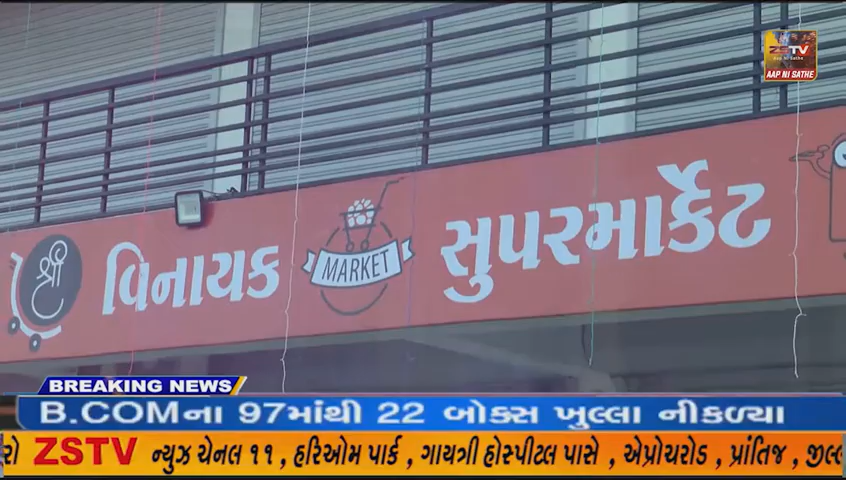 ZSTV
AAP NI SATHE
શ્રી વિનાયક MARKET સુપરમાર્કેટ
BREAKING NEWS
B.COMના 97માંથી 22 બોક્સ ખુલ્લા નીકળ્યા
ZSTV ન્યુઝ ચેનલ ૧૧ , હરિઓમ પાર્ક , ગાયત્રી હોસ્પીટલ પાસે , એપ્રોચરોડ , પ્રાંતિજ ,